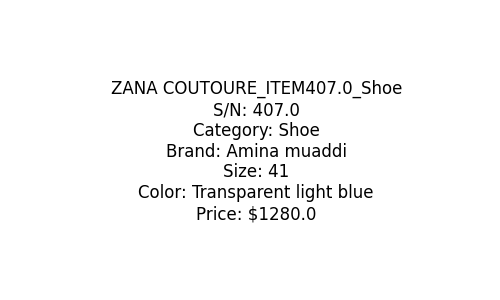 ZANA COUTOURE_ITEM407.0_Shoe
S/N: 407.0
Category: Shoe
Brand: Amina muaddi
Size: 41
Color: Transparent light blue
Price: $1280.0